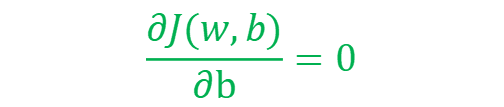 ∂J(w, b)/∂b = 0